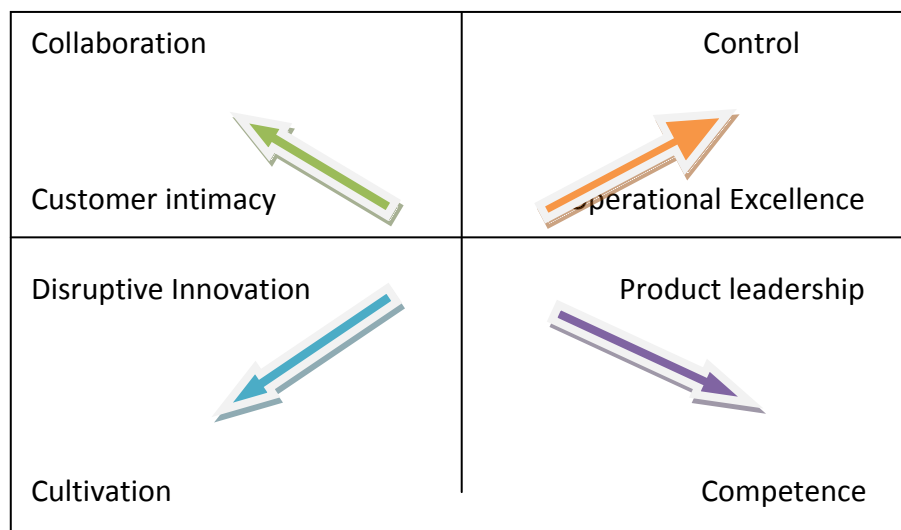 Collaboration
Control
Customer intimacy
Operational Excellence
Disruptive Innovation
Product leadership
Cultivation
Competence